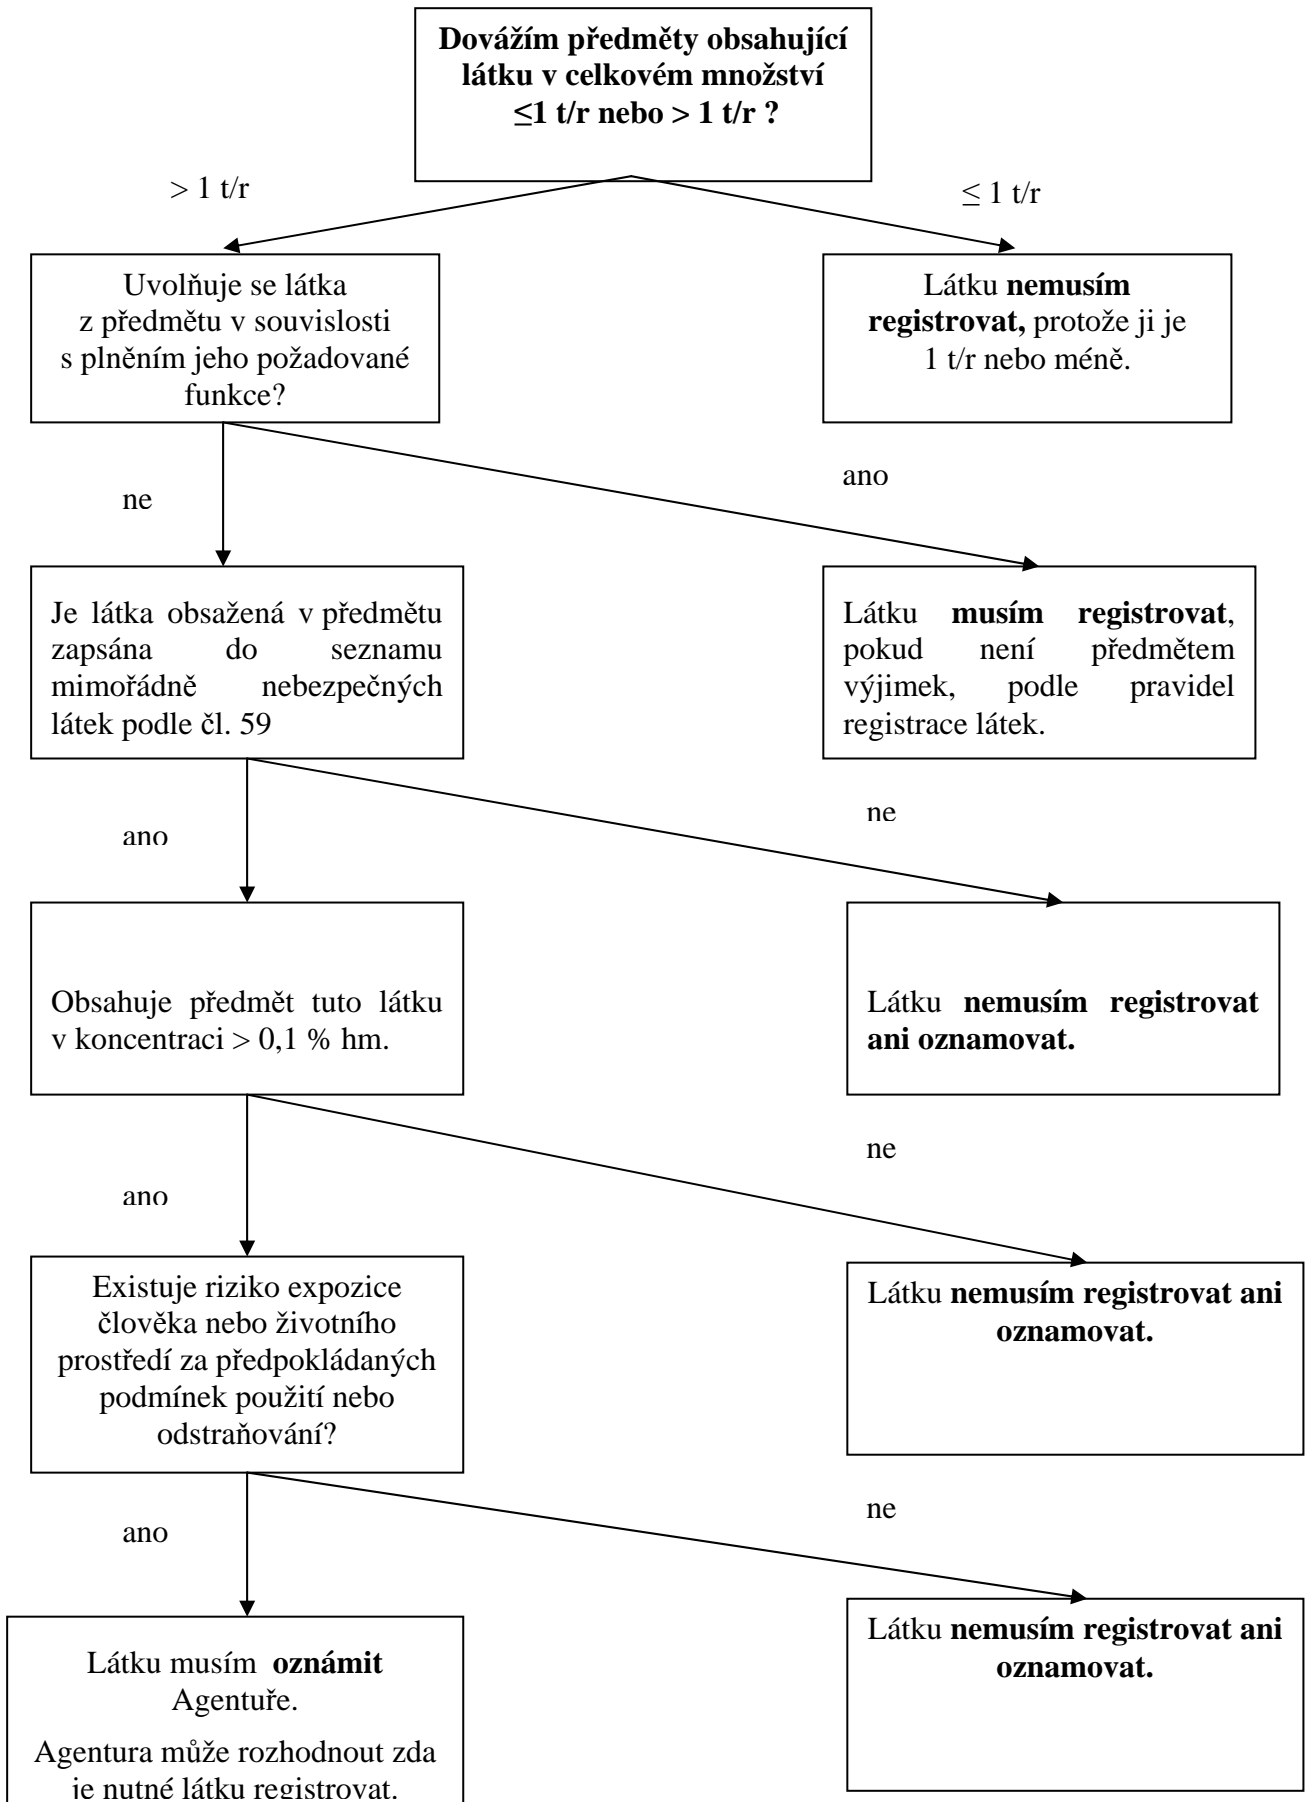 Dovážím předměty obsahující
látku v celkovém množství
≤1 t/r nebo > 1 t/r ?
> 1 t/r
≤ 1 t/r
Uvolňuje se látka
z předmětu v souvislosti
s plněním jeho požadované
funkce?
Látku nemusím
registrovat, protože ji je
1 t/r nebo méně.
ne
ano
Je látka obsažená v předmětu
zapsána do seznamu
mimořádně nebezpečných
látek podle čl. 59
Látku musím registrovat,
pokud není předmětem
výjimek, podle pravidel
registrace látek.
ano
ne
Obsahuje předmět tuto látku
v koncentraci > 0,1 % hm.
Látku nemusím registrovat
ani oznamovat.
ano
ne
Existuje riziko expozice
člověka nebo životního
prostředí za předpokládaných
podmínek použití nebo
odstraňování?
Látku nemusím registrovat ani
oznamovat.
ano
ne
Látku musím oznámit
Agentuře.
Agentura může rozhodnout zda
je nutné látku registrovat.
Látku nemusím registrovat ani
oznamovat.